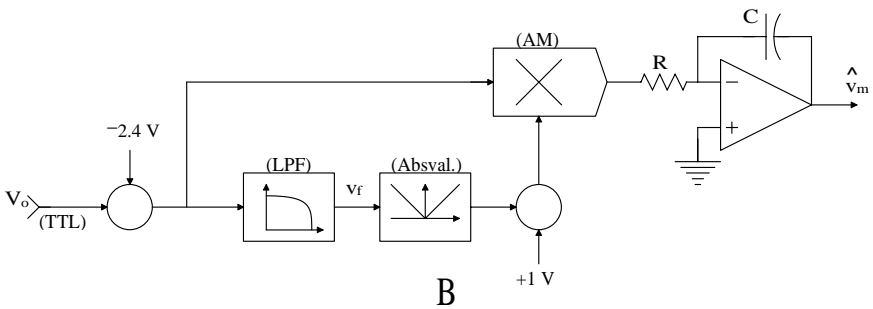 (AM)
C
R
−
+
^
v̂m
−2.4 V
(LPF)
(Absval.)
Vo
(TTL)
vf
+1 V
B